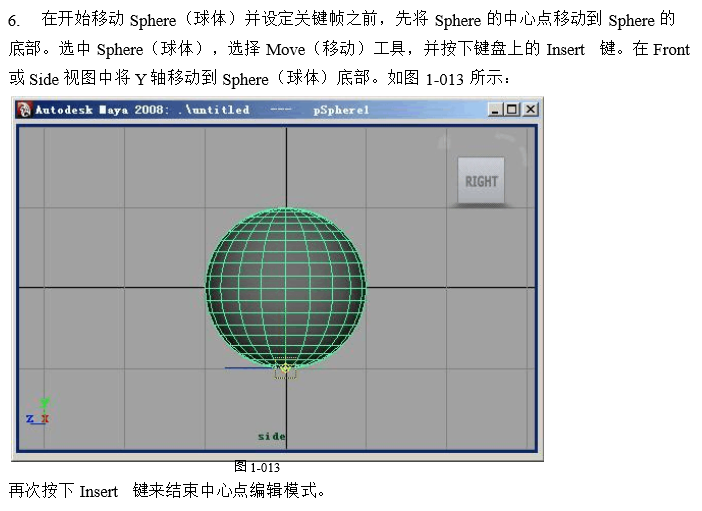 6. 在开始移动 Sphere（球体）并设定关键帧之前，先将 Sphere 的中心点移动到 Sphere 的
底部。选中 Sphere（球体），选择 Move（移动）工具，并按下键盘上的 Insert 键。在 Front
或 Side 视图中将 Y 轴移动到 Sphere（球体）底部。如图 1-013 所示：
Autodesk Maya 2008: .\untitled --- pSphere1
RIGHT
Y
Z X
side
图 1-013
再次按下 Insert 键来结束中心点编辑模式。